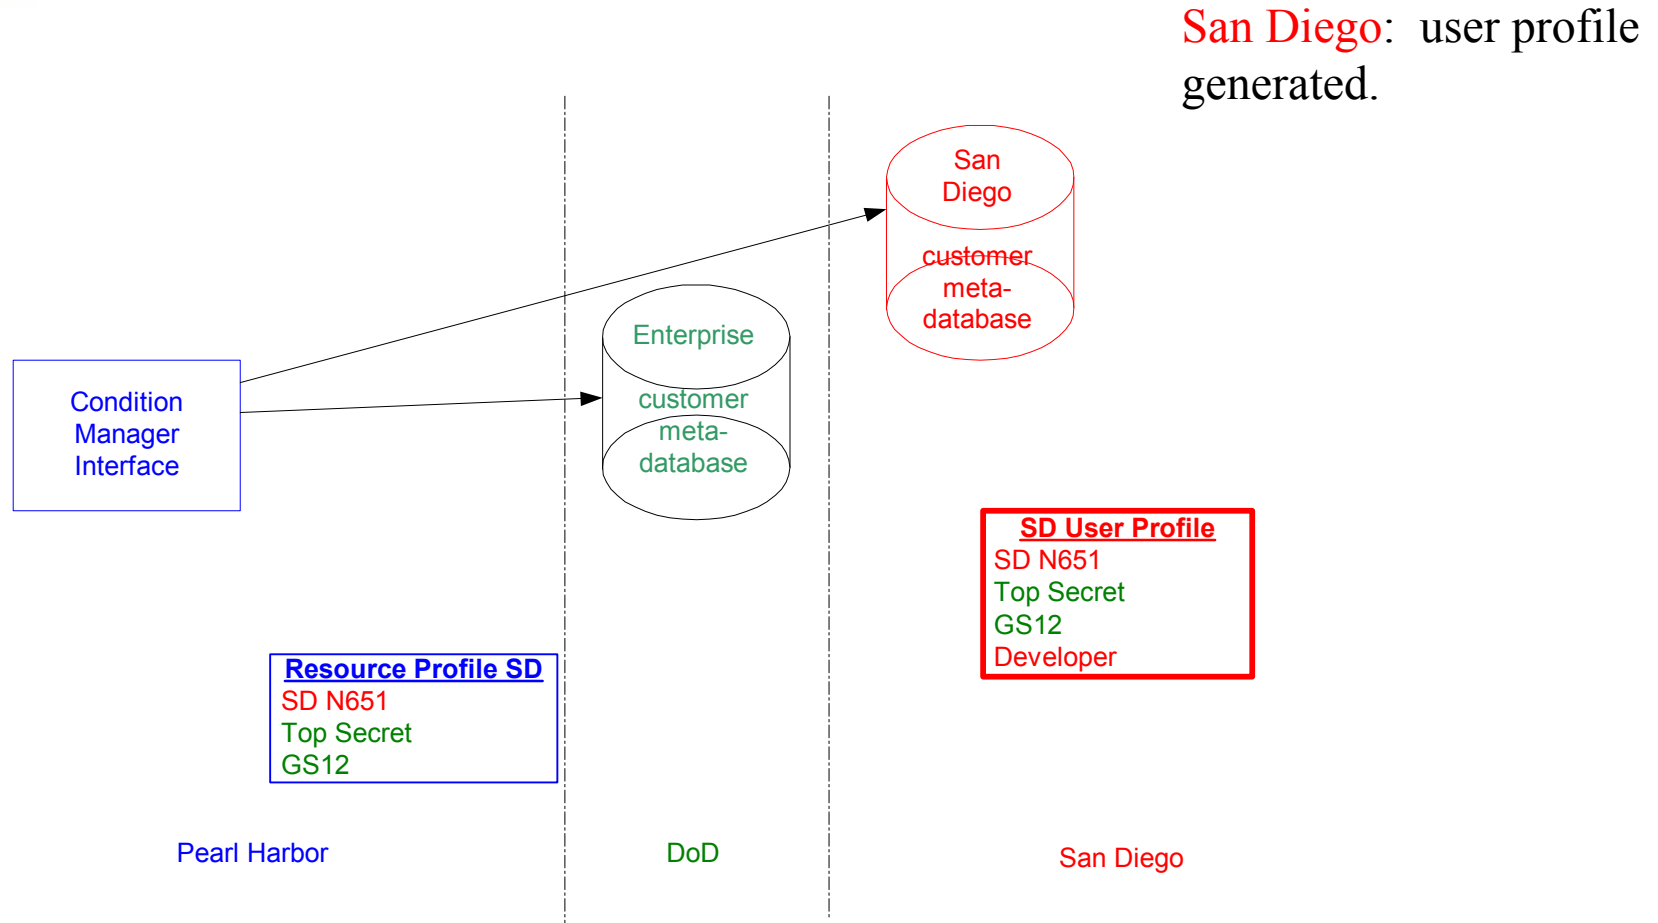 San Diego: user profile
generated.
San
Diego
customer
meta-
database
Enterprise
customer
meta-
database
Condition
Manager
Interface
SD User Profile
SD N651
Top Secret
GS12
Developer
Resource Profile SD
SD N651
Top Secret
GS12
Pearl Harbor
DoD
San Diego